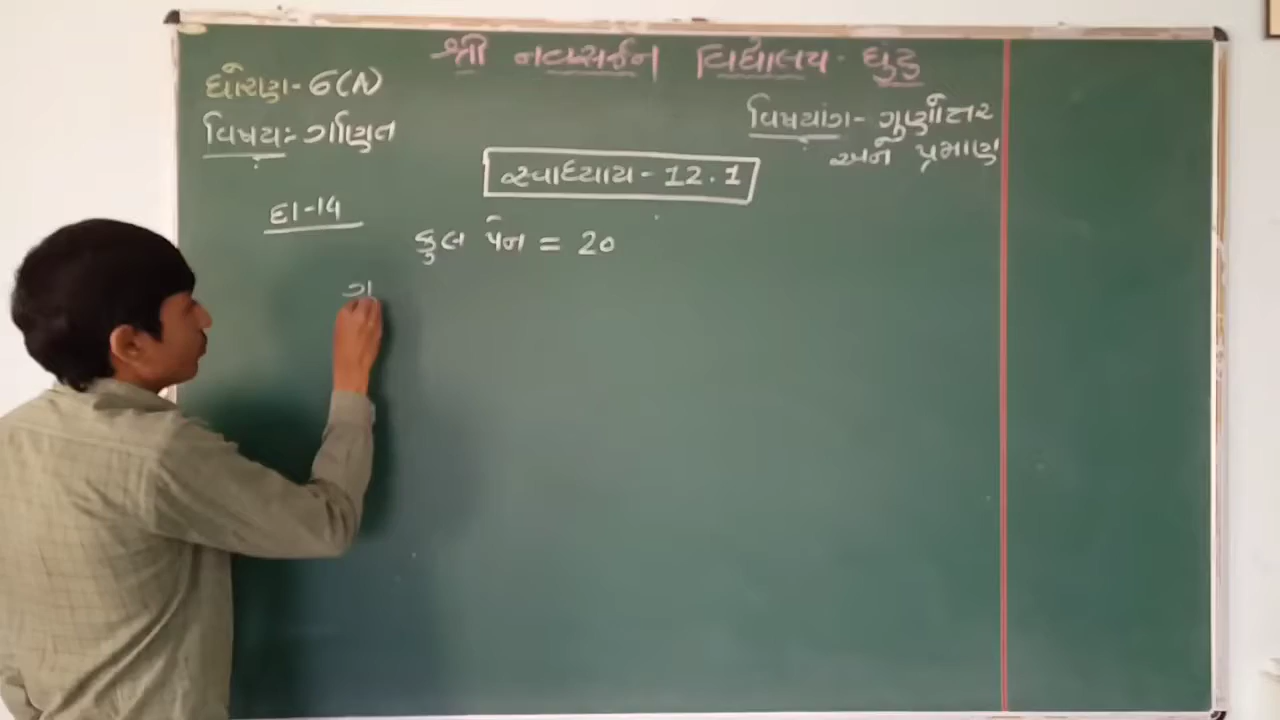 શ્રી નવસર્જન વિદ્યાલય - ઘુંટુ
ધોરણ - 6 (A)
વિષય: ગણિત
વિષયાંગ - ગુણોત્તર
અને પ્રમાણ
સ્વાધ્યાય - 12.1
દા-14
કુલ પેન = 20
ગ